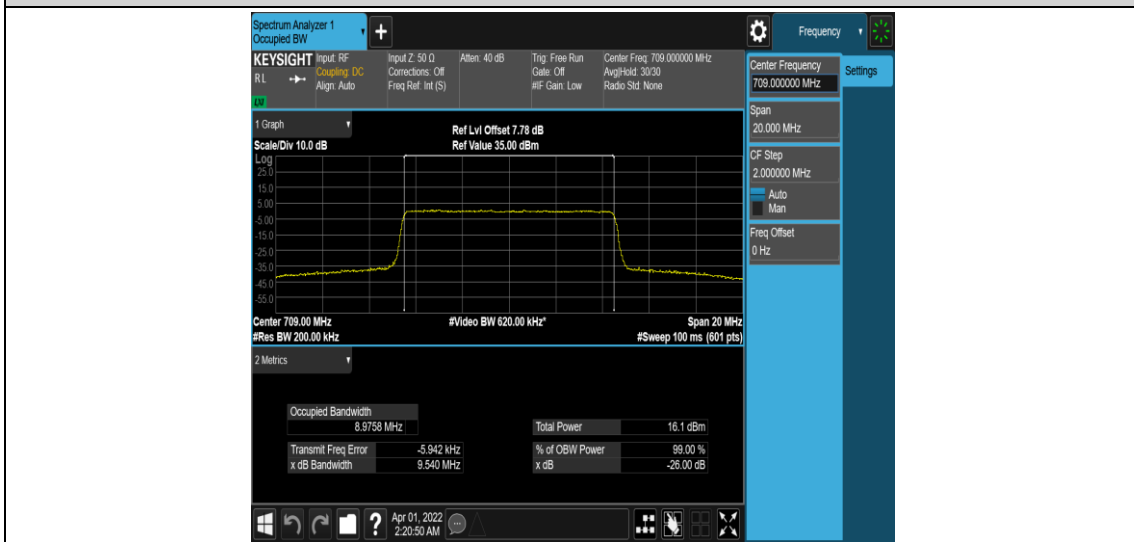 Spectrum Analyzer 1
Occupied BW
+
Frequency
KEYSIGHT
RL
LXI
Input: RF
Coupling: DC
Align: Auto
Input Z: 50 Ω
Corrections: Off
Freq Ref: Int (S)
Atten: 40 dB
Trig: Free Run
Gate: Off
#IF Gain: Low
Center Freq: 709.000000 MHz
Avg|Hold: 30/30
Radio Std: None
Center Frequency
709.000000 MHz
Settings
Span
20.000 MHz
CF Step
2.000000 MHz
Auto
Man
Freq Offset
0 Hz
1 Graph
Scale/Div 10.0 dB
Ref Lvl Offset 7.78 dB
Ref Value 35.00 dBm
Log
25.0
15.0
5.00
-5.00
-15.0
-25.0
-35.0
-45.0
-55.0
Center 709.00 MHz
#Video BW 620.00 kHz*
Span 20 MHz
#Res BW 200.00 kHz
#Sweep 100 ms (601 pts)
2 Metrics
Occupied Bandwidth
8.9758 MHz
Total Power 16.1 dBm
Transmit Freq Error -5.942 kHz
% of OBW Power 99.00 %
x dB Bandwidth 9.540 MHz
x dB -26.00 dB
?
Apr 01, 2022
2:20:50 AM